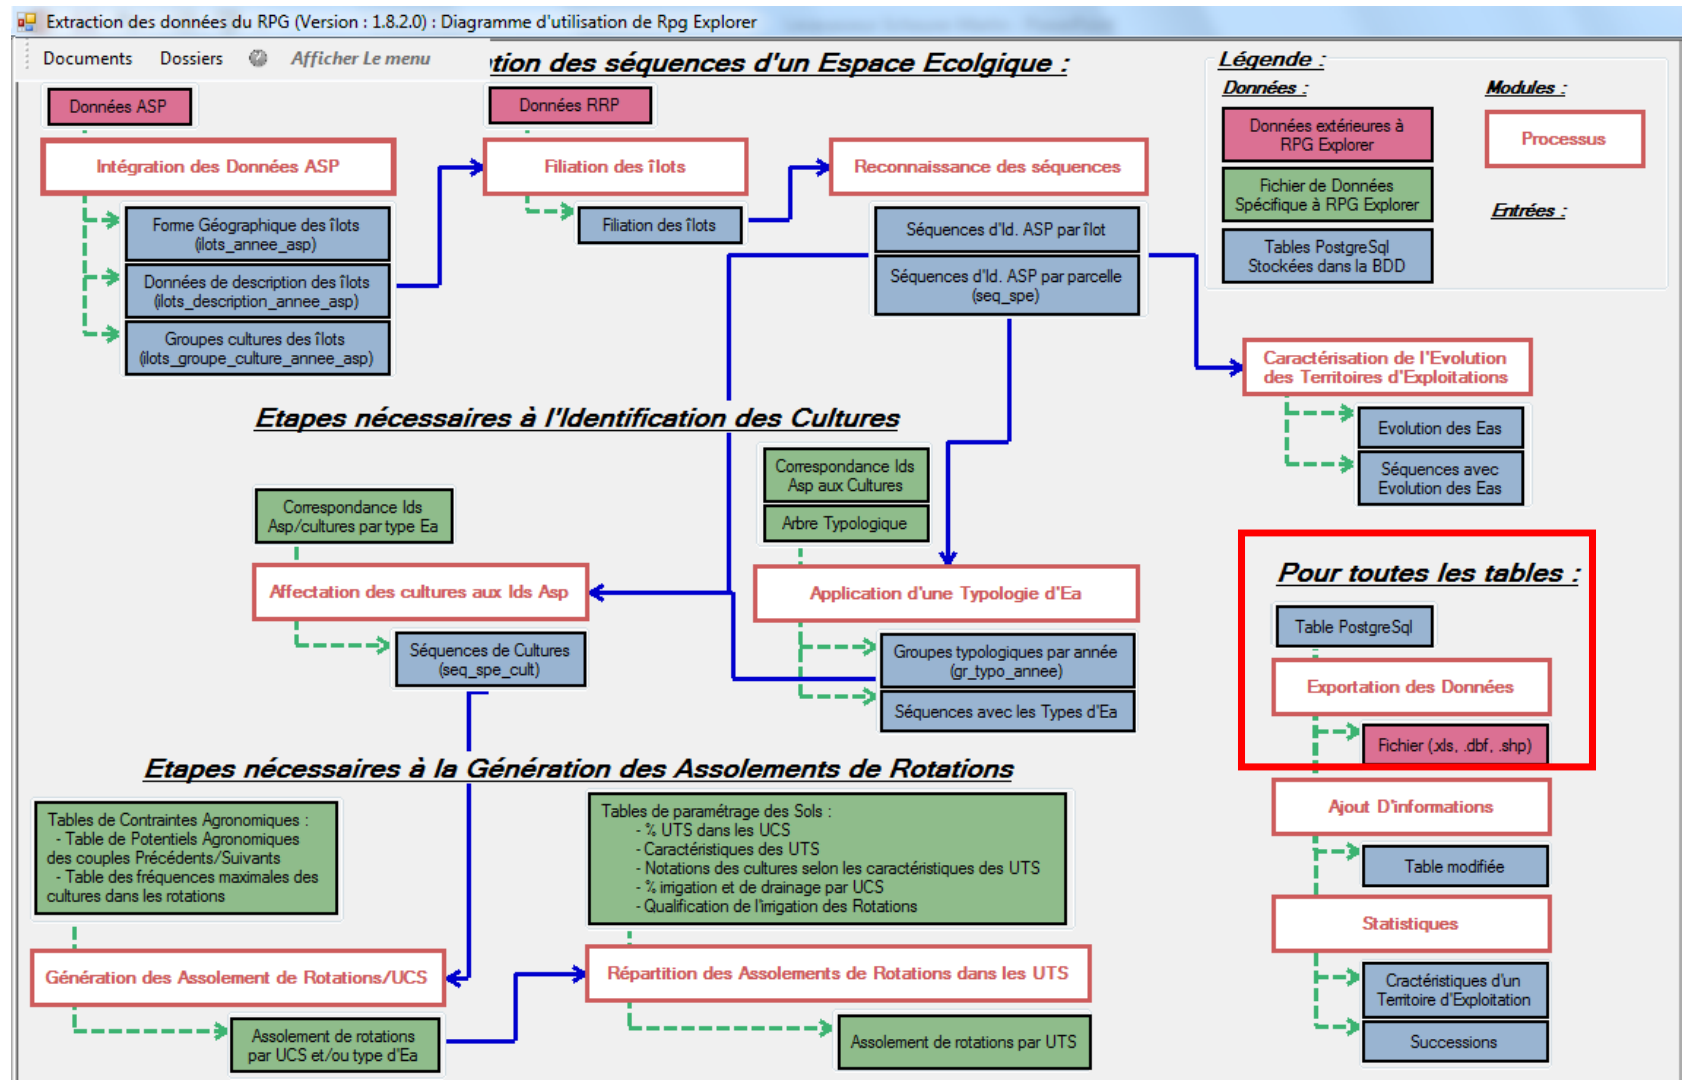 Extraction des données du RPG (Version : 1.8.2.0) : Diagramme d'utilisation de Rpg Explorer
Documents Dossiers Afficher Le menu
tion des séquences d'un Espace Ecolgique :
Données ASP
Intégration des Données ASP
Forme Géographique des îlots
(ilots_annee_asp)
Données de description des îlots
(ilots_description_annee_asp)
Groupes cultures des îlots
(ilots_groupe_culture_annee_asp)
Données RRP
Filiation des îlots
Filiation des îlots
Reconnaissance des séquences
Séquences d'Id. ASP par îlot
Séquences d'Id. ASP par parcelle
(seq_spe)
Légende :
Données :
Données extérieures à
RPG Explorer
Fichier de Données
Spécifique à RPG Explorer
Tables PostgreSql
Stockées dans la BDD
Modules :
Processus
Entrées :
Caractérisation de l'Evolution
des Territoires d'Exploitations
Evolution des Eas
Séquences avec
Evolution des Eas
Etapes nécessaires à l'Identification des Cultures
Correspondance Ids
Asp/cultures par type Ea
Affectation des cultures aux Ids Asp
Séquences de Cultures
(seq_spe_cult)
Correspondance Ids
Asp aux Cultures
Arbre Typologique
Application d'une Typologie d'Ea
Groupes typologiques par année
(gr_typo_annee)
Séquences avec les Types d'Ea
Pour toutes les tables :
Table PostgreSql
Exportation des Données
Fichier (.xls, .dbf, .shp)
Ajout D'informations
Table modifiée
Statistiques
Cractéristiques d'un
Territoire d'Exploitation
Successions
Etapes nécessaires à la Génération des Assolements de Rotations
Tables de Contraintes Agronomiques :
- Table de Potentiels Agronomiques
des couples Précédents/Suivants
- Table des fréquences maximales des
cultures dans les rotations
Génération des Assolement de Rotations/UCS
Assolement de rotations
par UCS et/ou type d'Ea
Tables de paramétrage des Sols :
- % UTS dans les UCS
- Caractéristiques des UTS
- Notations des cultures selon les caractéristiques des UTS
- % irrigation et de drainage par UCS
- Qualification de l'irrigation des Rotations
Répartition des Assolements de Rotations dans les UTS
Assolement de rotations par UTS